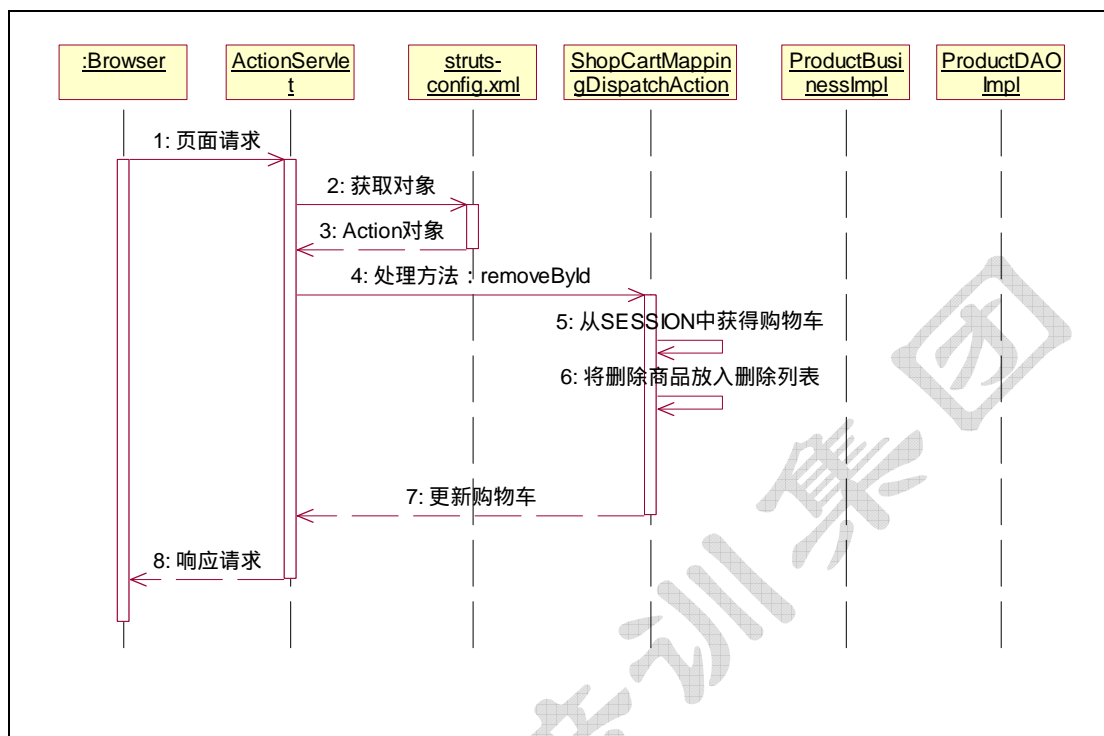 :Browser
ActionServle
t
struts-
config.xml
ShopCartMappin
gDispatchAction
ProductBusi
nessImpl
ProductDAO
Impl
1: 页面请求
2: 获取对象
3: Action对象
4: 处理方法：removeById
5: 从SESSION中获得购物车
6: 将删除商品放入删除列表
7: 更新购物车
8: 响应请求
训集团